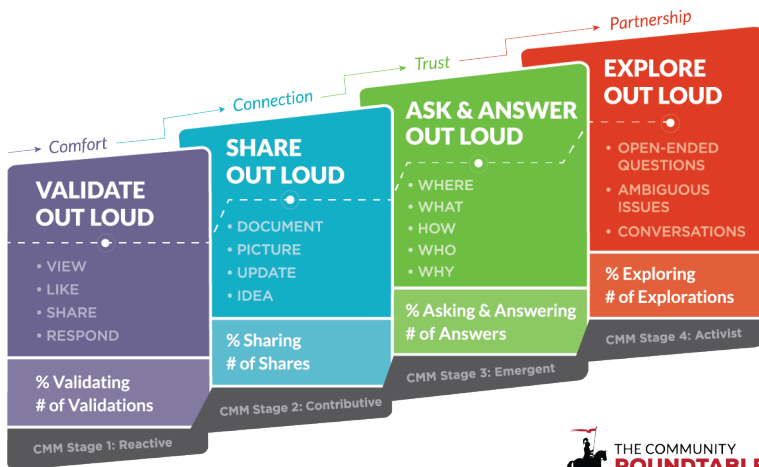 Comfort
VALIDATE
OUT LOUD
• VIEW
• LIKE
• SHARE
• RESPOND
% Validating
# of Validations
CMM Stage 1: Reactive
Connection
SHARE
OUT LOUD
• DOCUMENT
• PICTURE
• UPDATE
• IDEA
% Sharing
# of Shares
CMM Stage 2: Contributive
Trust
ASK & ANSWER
OUT LOUD
• WHERE
• WHAT
• HOW
• WHO
• WHY
% Asking & Answering
# of Answers
CMM Stage 3: Emergent
Partnership
EXPLORE
OUT LOUD
• OPEN-ENDED
QUESTIONS
• AMBIGUOUS
ISSUES
• CONVERSATIONS
% Exploring
# of Explorations
CMM Stage 4: Activist
THE COMMUNITY
ROUNDTABLE